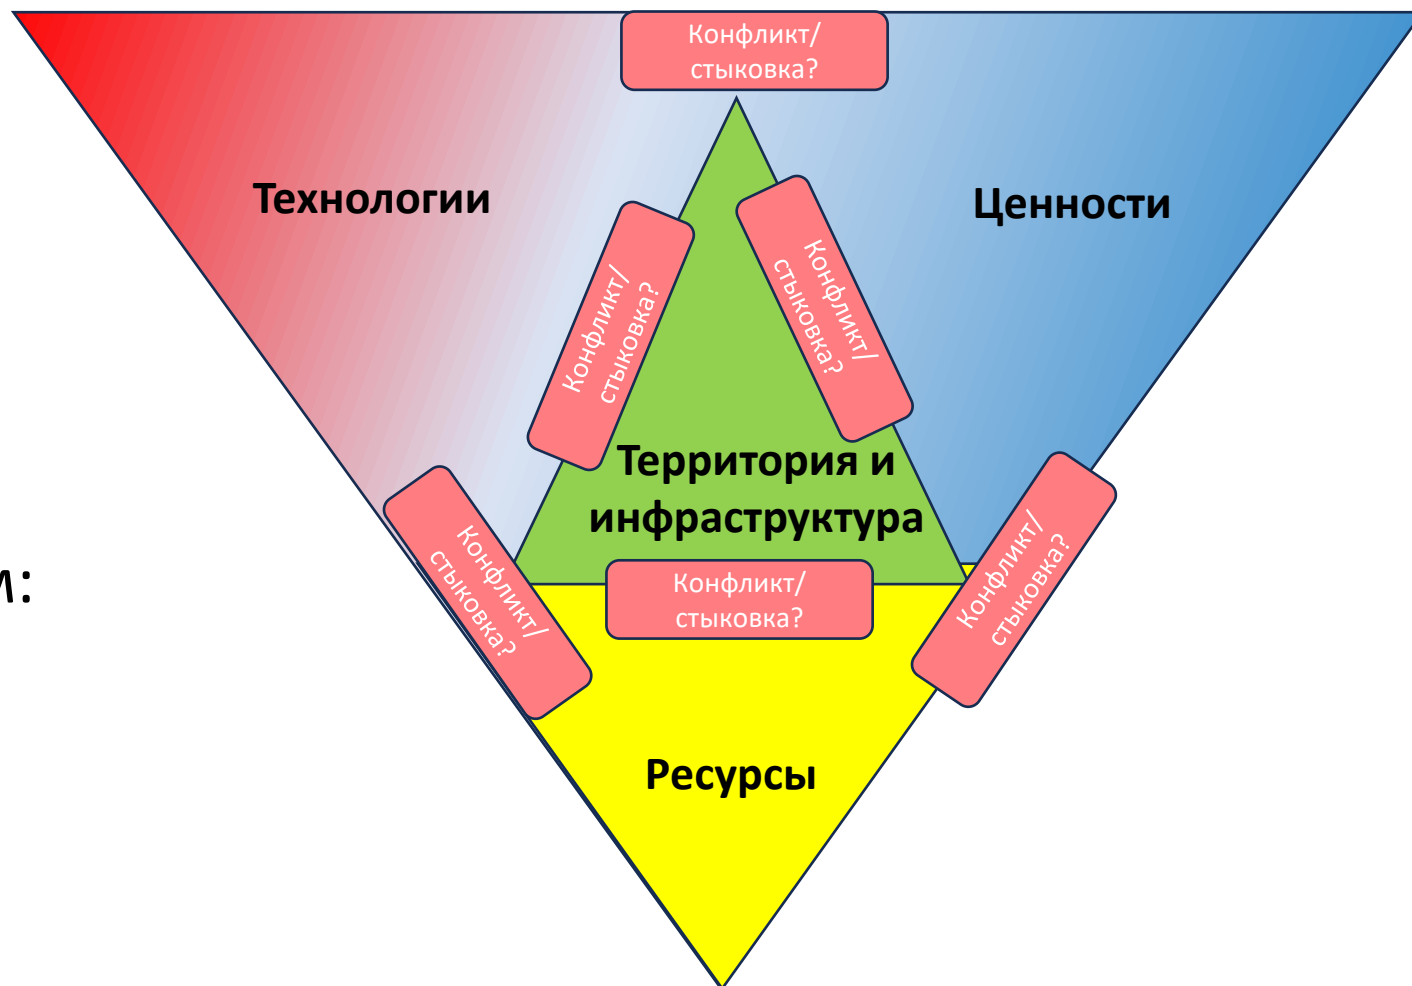 Конфликт/
стыковка?
Технологии
Ценности
Конфликт/
стыковка?
Конфликт/
стыковка?
Территория и
инфраструктура
Конфликт/
стыковка?
Конфликт/
стыковка?
Конфликт/
стыковка?
м:
Ресурсы